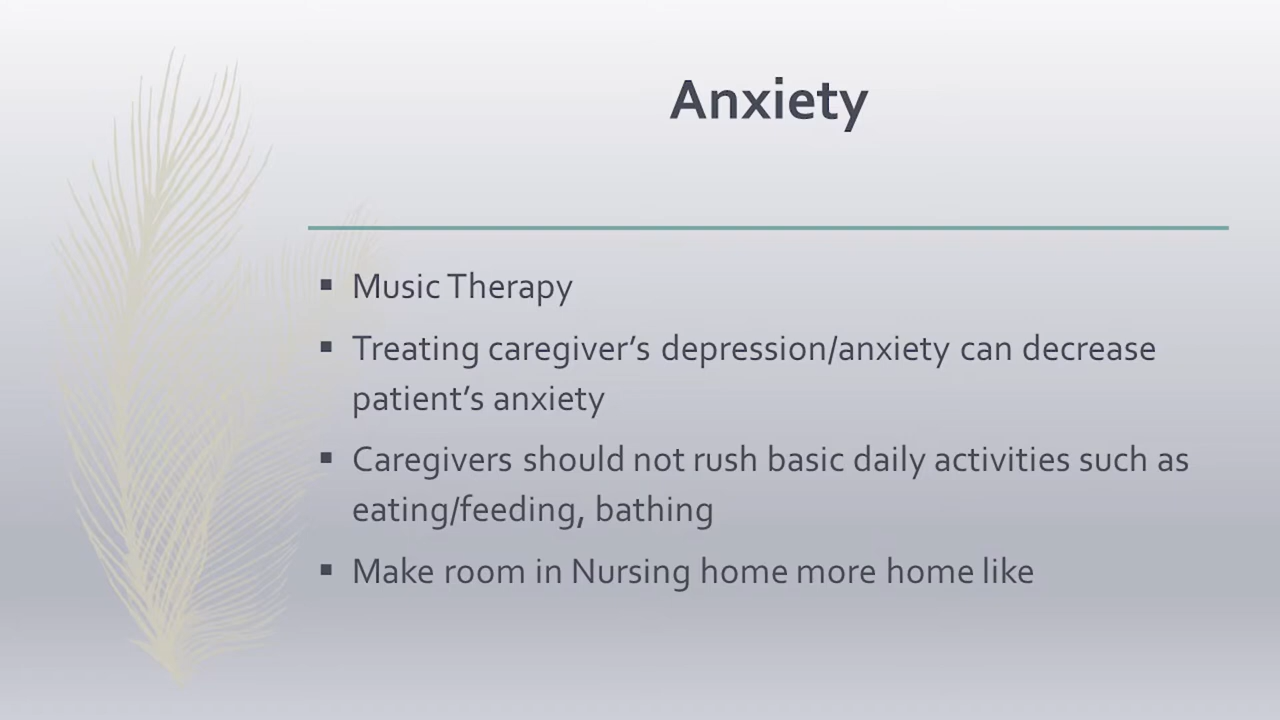 Anxiety
▪ Music Therapy
▪ Treating caregiver’s depression/anxiety can decrease
patient’s anxiety
▪ Caregivers should not rush basic daily activities such as
eating/feeding, bathing
▪ Make room in Nursing home more home like